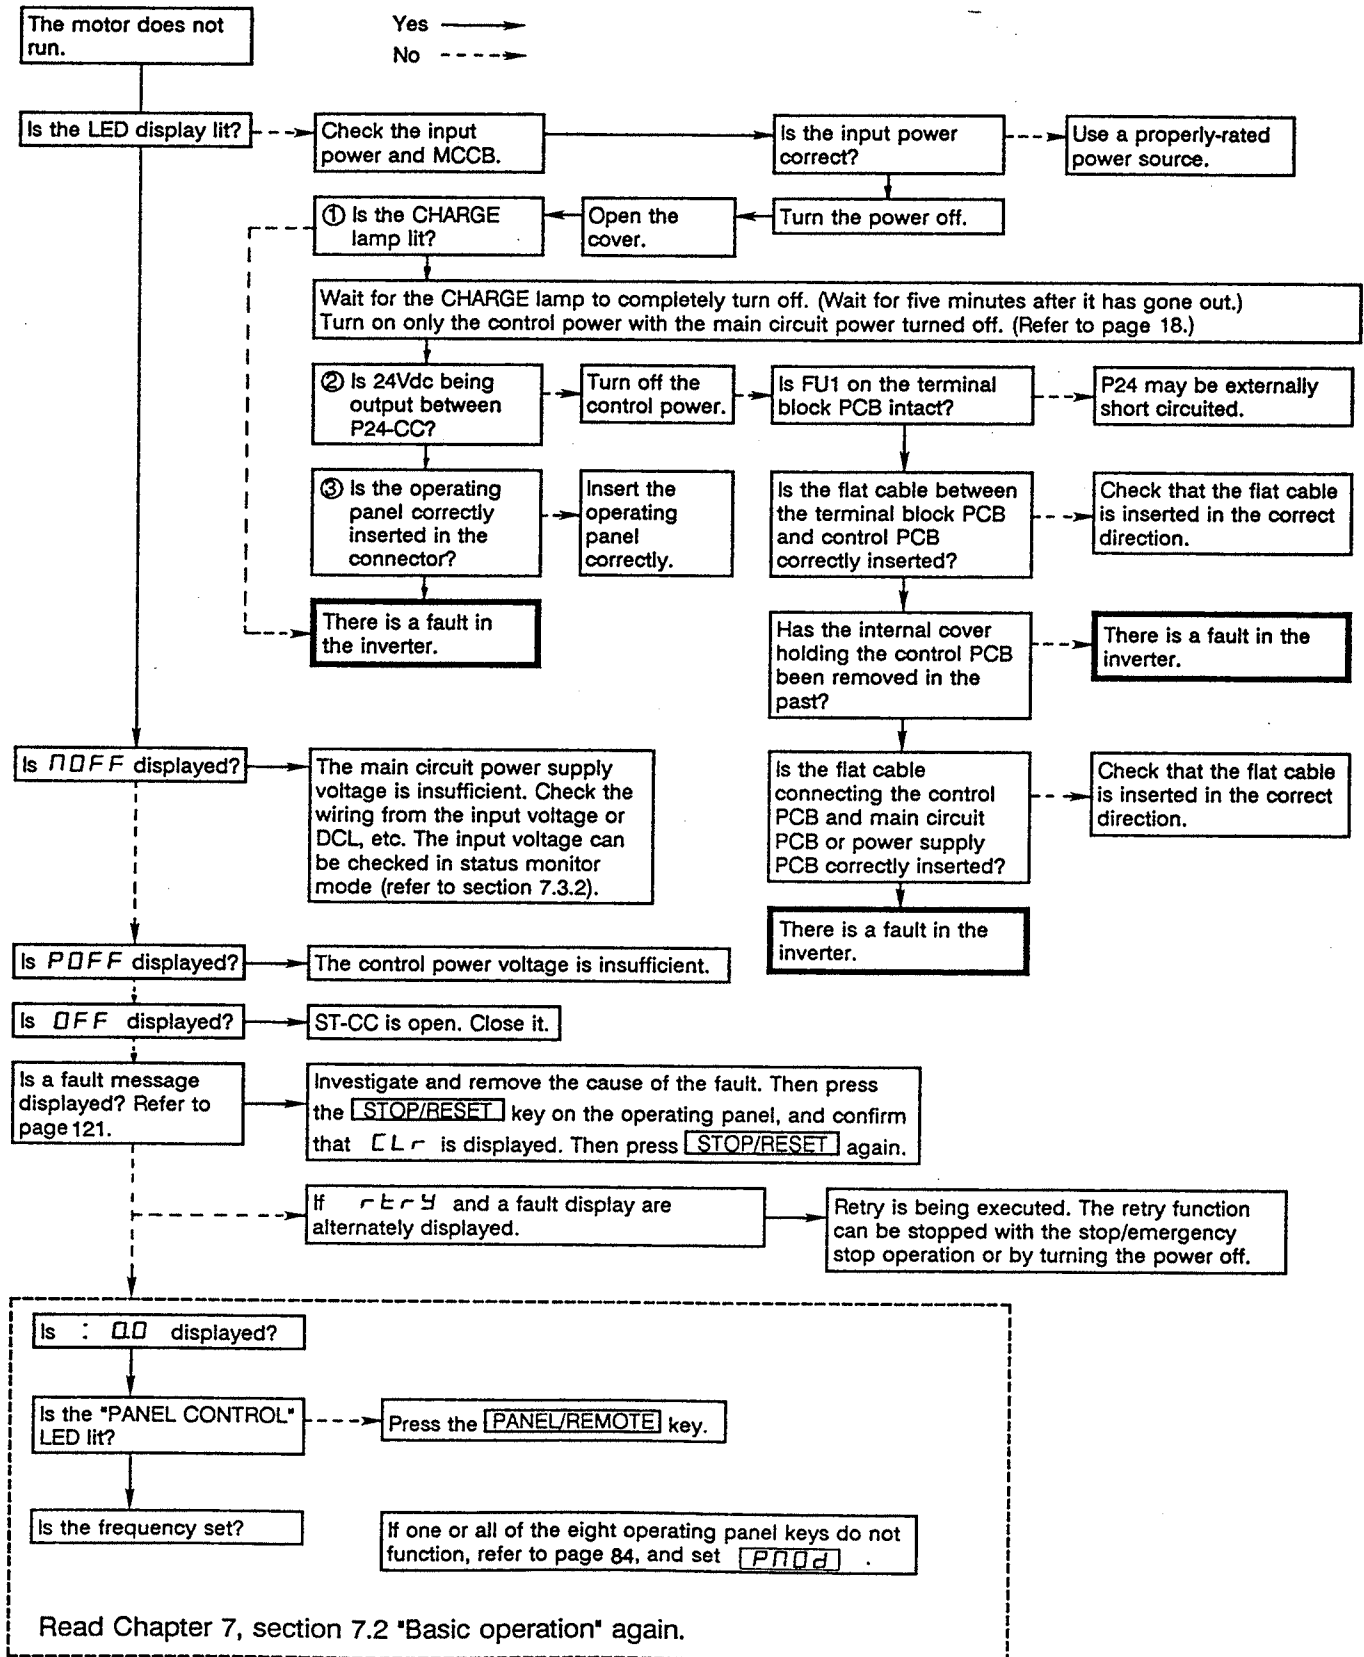 The motor does not
run.
Yes
No
Is the LED display lit?
Check the input
power and MCCB.
Is the input power
correct?
Use a properly-rated
power source.
① Is the CHARGE
lamp lit?
Open the
cover.
Turn the power off.
Wait for the CHARGE lamp to completely turn off. (Wait for five minutes after it has gone out.)
Turn on only the control power with the main circuit power turned off. (Refer to page 18.)
② Is 24Vdc being
output between
P24-CC?
Turn off the
control power.
Is FU1 on the terminal
block PCB intact?
P24 may be externally
short circuited.
③ Is the operating
panel correctly
inserted in the
connector?
Insert the
operating
panel
correctly.
Is the flat cable between
the terminal block PCB
and control PCB
correctly inserted?
Check that the flat cable
is inserted in the correct
direction.
There is a fault in
the inverter.
Has the internal cover
holding the control PCB
been removed in the
past?
There is a fault in the
inverter.
Is NOFF displayed?
The main circuit power supply
voltage is insufficient. Check the
wiring from the input voltage or
DCL, etc. The input voltage can
be checked in status monitor
mode (refer to section 7.3.2).
Is the flat cable
connecting the control
PCB and main circuit
PCB or power supply
PCB correctly inserted?
Check that the flat cable
is inserted in the correct
direction.
There is a fault in the
inverter.
Is POFF displayed?
The control power voltage is insufficient.
Is OFF displayed?
ST-CC is open. Close it.
Is a fault message
displayed? Refer to
page 121.
Investigate and remove the cause of the fault. Then press
the STOP/RESET key on the operating panel, and confirm
that CLr is displayed. Then press STOP/RESET again.
If rtry and a fault display are
alternately displayed.
Retry is being executed. The retry function
can be stopped with the stop/emergency
stop operation or by turning the power off.
Is : 0.0 displayed?
Is the "PANEL CONTROL"
LED lit?
Press the PANEL/REMOTE key.
Is the frequency set?
If one or all of the eight operating panel keys do not
function, refer to page 84, and set PNOd .
Read Chapter 7, section 7.2 "Basic operation" again.